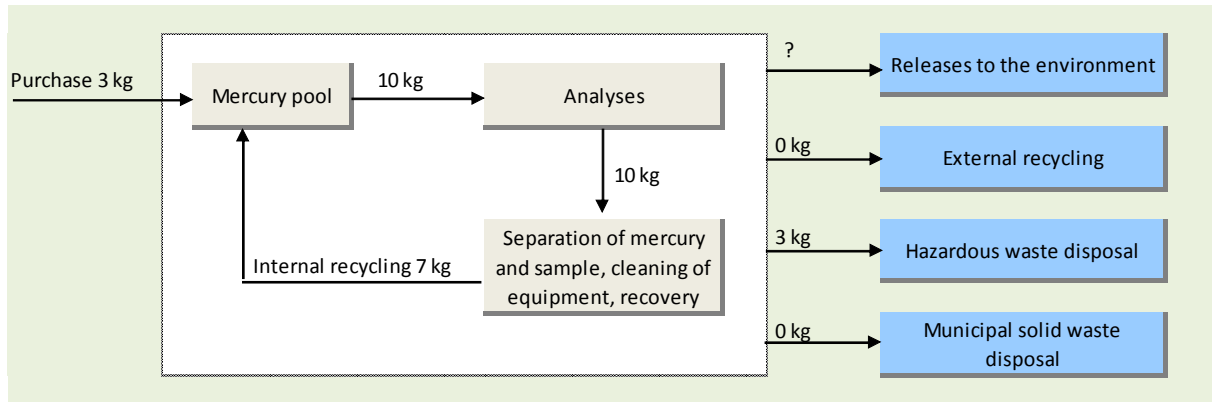 Purchase 3 kg
Mercury pool
10 kg
Analyses
10 kg
Separation of mercury
and sample, cleaning of
equipment, recovery
Internal recycling 7 kg
?
Releases to the environment
0 kg
External recycling
3 kg
Hazardous waste disposal
0 kg
Municipal solid waste
disposal